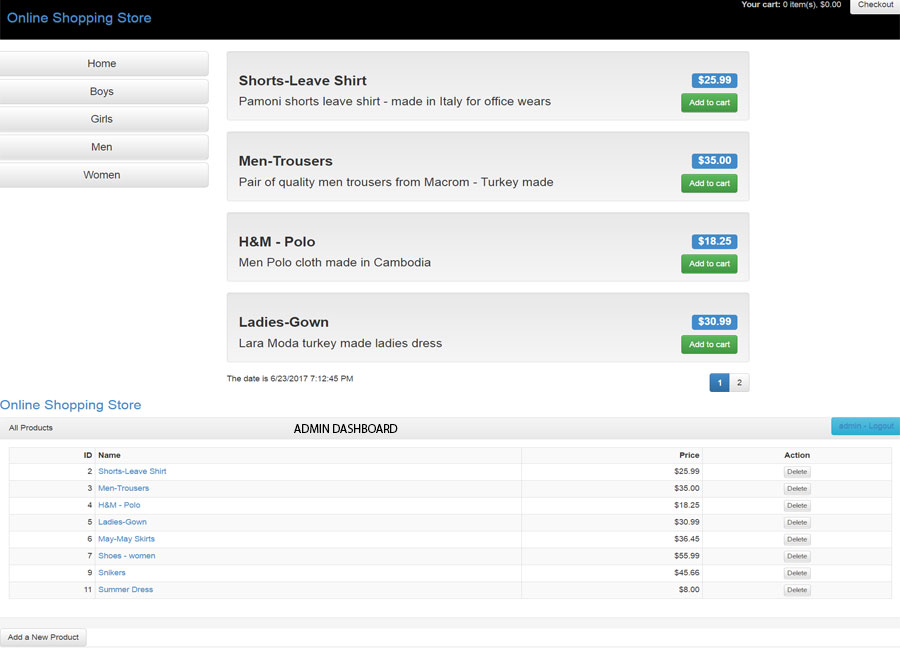 Online Shopping Store
Your cart: 0 item(s), $0.00
Checkout
Home
Boys
Girls
Men
Women
Shorts-Leave Shirt
$25.99
Pamoni shorts leave shirt - made in Italy for office wears
Add to cart
Men-Trousers
$35.00
Pair of quality men trousers from Macrom - Turkey made
Add to cart
H&M - Polo
$18.25
Men Polo cloth made in Cambodia
Add to cart
Ladies-Gown
$30.99
Lara Moda turkey made ladies dress
Add to cart
The date is 6/23/2017 7:12:45 PM
1 2
Online Shopping Store
All Products
ADMIN DASHBOARD
admin - Logout
ID Name Price Action
2 Shorts-Leave Shirt $25.99 Delete
3 Men-Trousers $35.00 Delete
4 H&M - Polo $18.25 Delete
5 Ladies-Gown $30.99 Delete
6 May-May Skirts $36.45 Delete
7 Shoes - women $55.99 Delete
9 Snikers $45.66 Delete
11 Summer Dress $8.00 Delete
Add a New Product